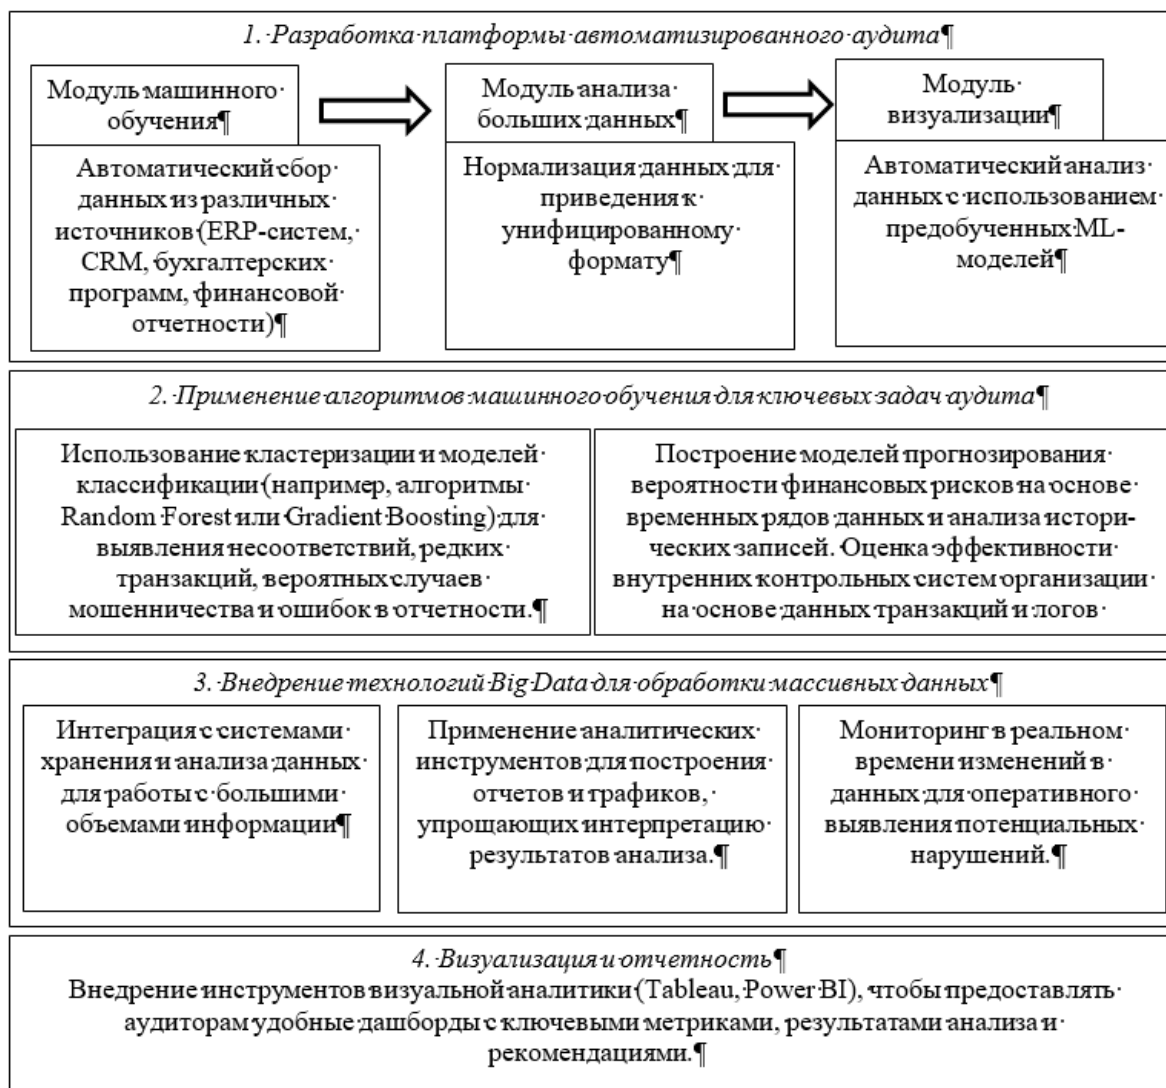 1. Разработка платформы автоматизированного аудита¶
Модуль машинного
обучения¶
Автоматический сбор
данных из различных
источников (ERP-систем,
CRM, бухгалтерских
программ, финансовой
отчетности)¶
Модуль анализа
больших данных¶
Нормализация данных для
приведения к
унифицированному
формату¶
Модуль
визуализации¶
Автоматический анализ
данных с использованием
предобученных ML-
моделей¶
2. Применение алгоритмов машинного обучения для ключевых задач аудита¶
Использование кластеризации и моделей
классификации (например, алгоритмы
Random Forest или Gradient Boosting) для
выявления несоответствий, редких
транзакций, вероятных случаев
мошенничества и ошибок в отчетности.¶
Построение моделей прогнозирования
вероятности финансовых рисков на основе
временных рядов данных и анализа истори-
ческих записей. Оценка эффективности
внутренних контрольных систем организации
на основе данных транзакций и логов
3. Внедрение технологий Big Data для обработки массивных данных¶
Интеграция с системами
хранения и анализа данных
для работы с большими
объемами информации¶
Применение аналитических
инструментов для построения
отчетов и графиков,
упрощающих интерпретацию
результатов анализа.¶
Мониторинг в реальном
времени изменений в
данных для оперативного
выявления потенциальных
нарушений.¶
4. Визуализация и отчетность¶
Внедрение инструментов визуальной аналитики (Tableau, Power BI), чтобы предоставлять
аудиторам удобные дашборды с ключевыми метриками, результатами анализа и
рекомендациями.¶